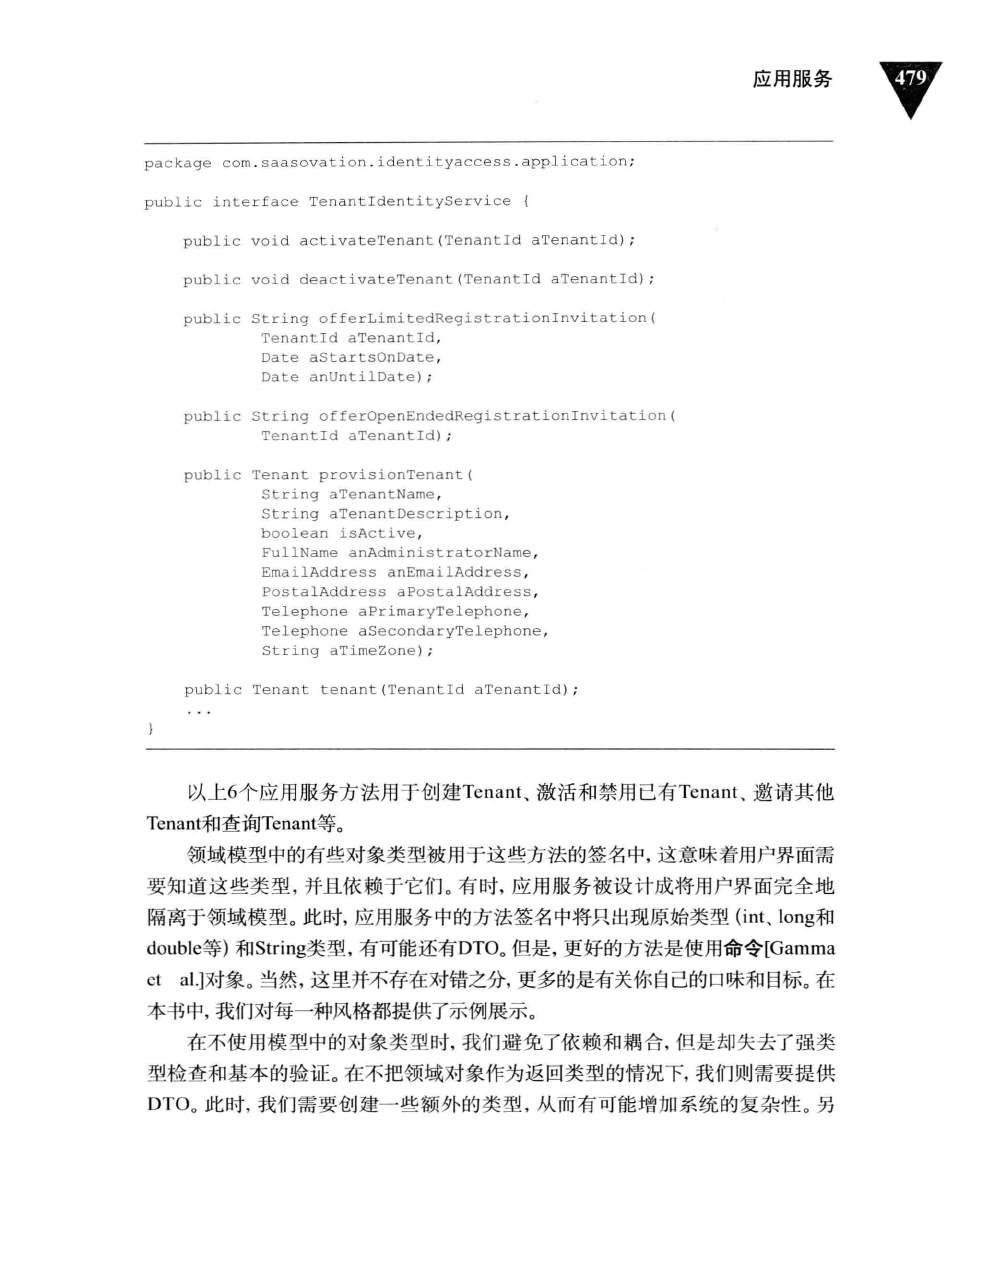 应用服务 479
package com.saasovation.identityaccess.application;
public interface TenantIdentityService {
public void activateTenant(TenantId aTenantId);
public void deactivateTenant(TenantId aTenantId);
public String offerLimitedRegistrationInvitation(
TenantId aTenantId,
Date aStartsOnDate,
Date anUntilDate);
public String offerOpenEndedRegistrationInvitation(
TenantId aTenantId);
public Tenant provisionTenant(
String aTenantName,
String aTenantDescription,
boolean isActive,
FullName anAdministratorName,
EmailAddress anEmailAddress,
PostalAddress aPostalAddress,
Telephone aPrimaryTelephone,
Telephone aSecondaryTelephone,
String aTimeZone);
public Tenant tenant(TenantId aTenantId);
...
}
以上6个应用服务方法用于创建Tenant、激活和禁用已有Tenant、邀请其他
Tenant和查询Tenant等。
领域模型中的有些对象类型被用于这些方法的签名中, 这意味着用户界面需
要知道这些类型, 并且依赖于它们。有时, 应用服务被设计成将用户界面完全地
隔离于领域模型。此时, 应用服务中的方法签名中将只出现原始类型 (int、long和
double等) 和String类型, 有可能还有DTO。但是, 更好的方法是使用命令[Gamma
et al.]对象。当然, 这里并不存在对错之分, 更多的是有关你自己的口味和目标。在
本书中, 我们对每一种风格都提供了示例展示。
在不使用模型中的对象类型时, 我们避免了依赖和耦合, 但是却失去了强类
型检查和基本的验证。在不把领域对象作为返回类型的情况下, 我们则需要提供
DTO。此时, 我们需要创建一些额外的类型, 从而有可能增加系统的复杂性。另